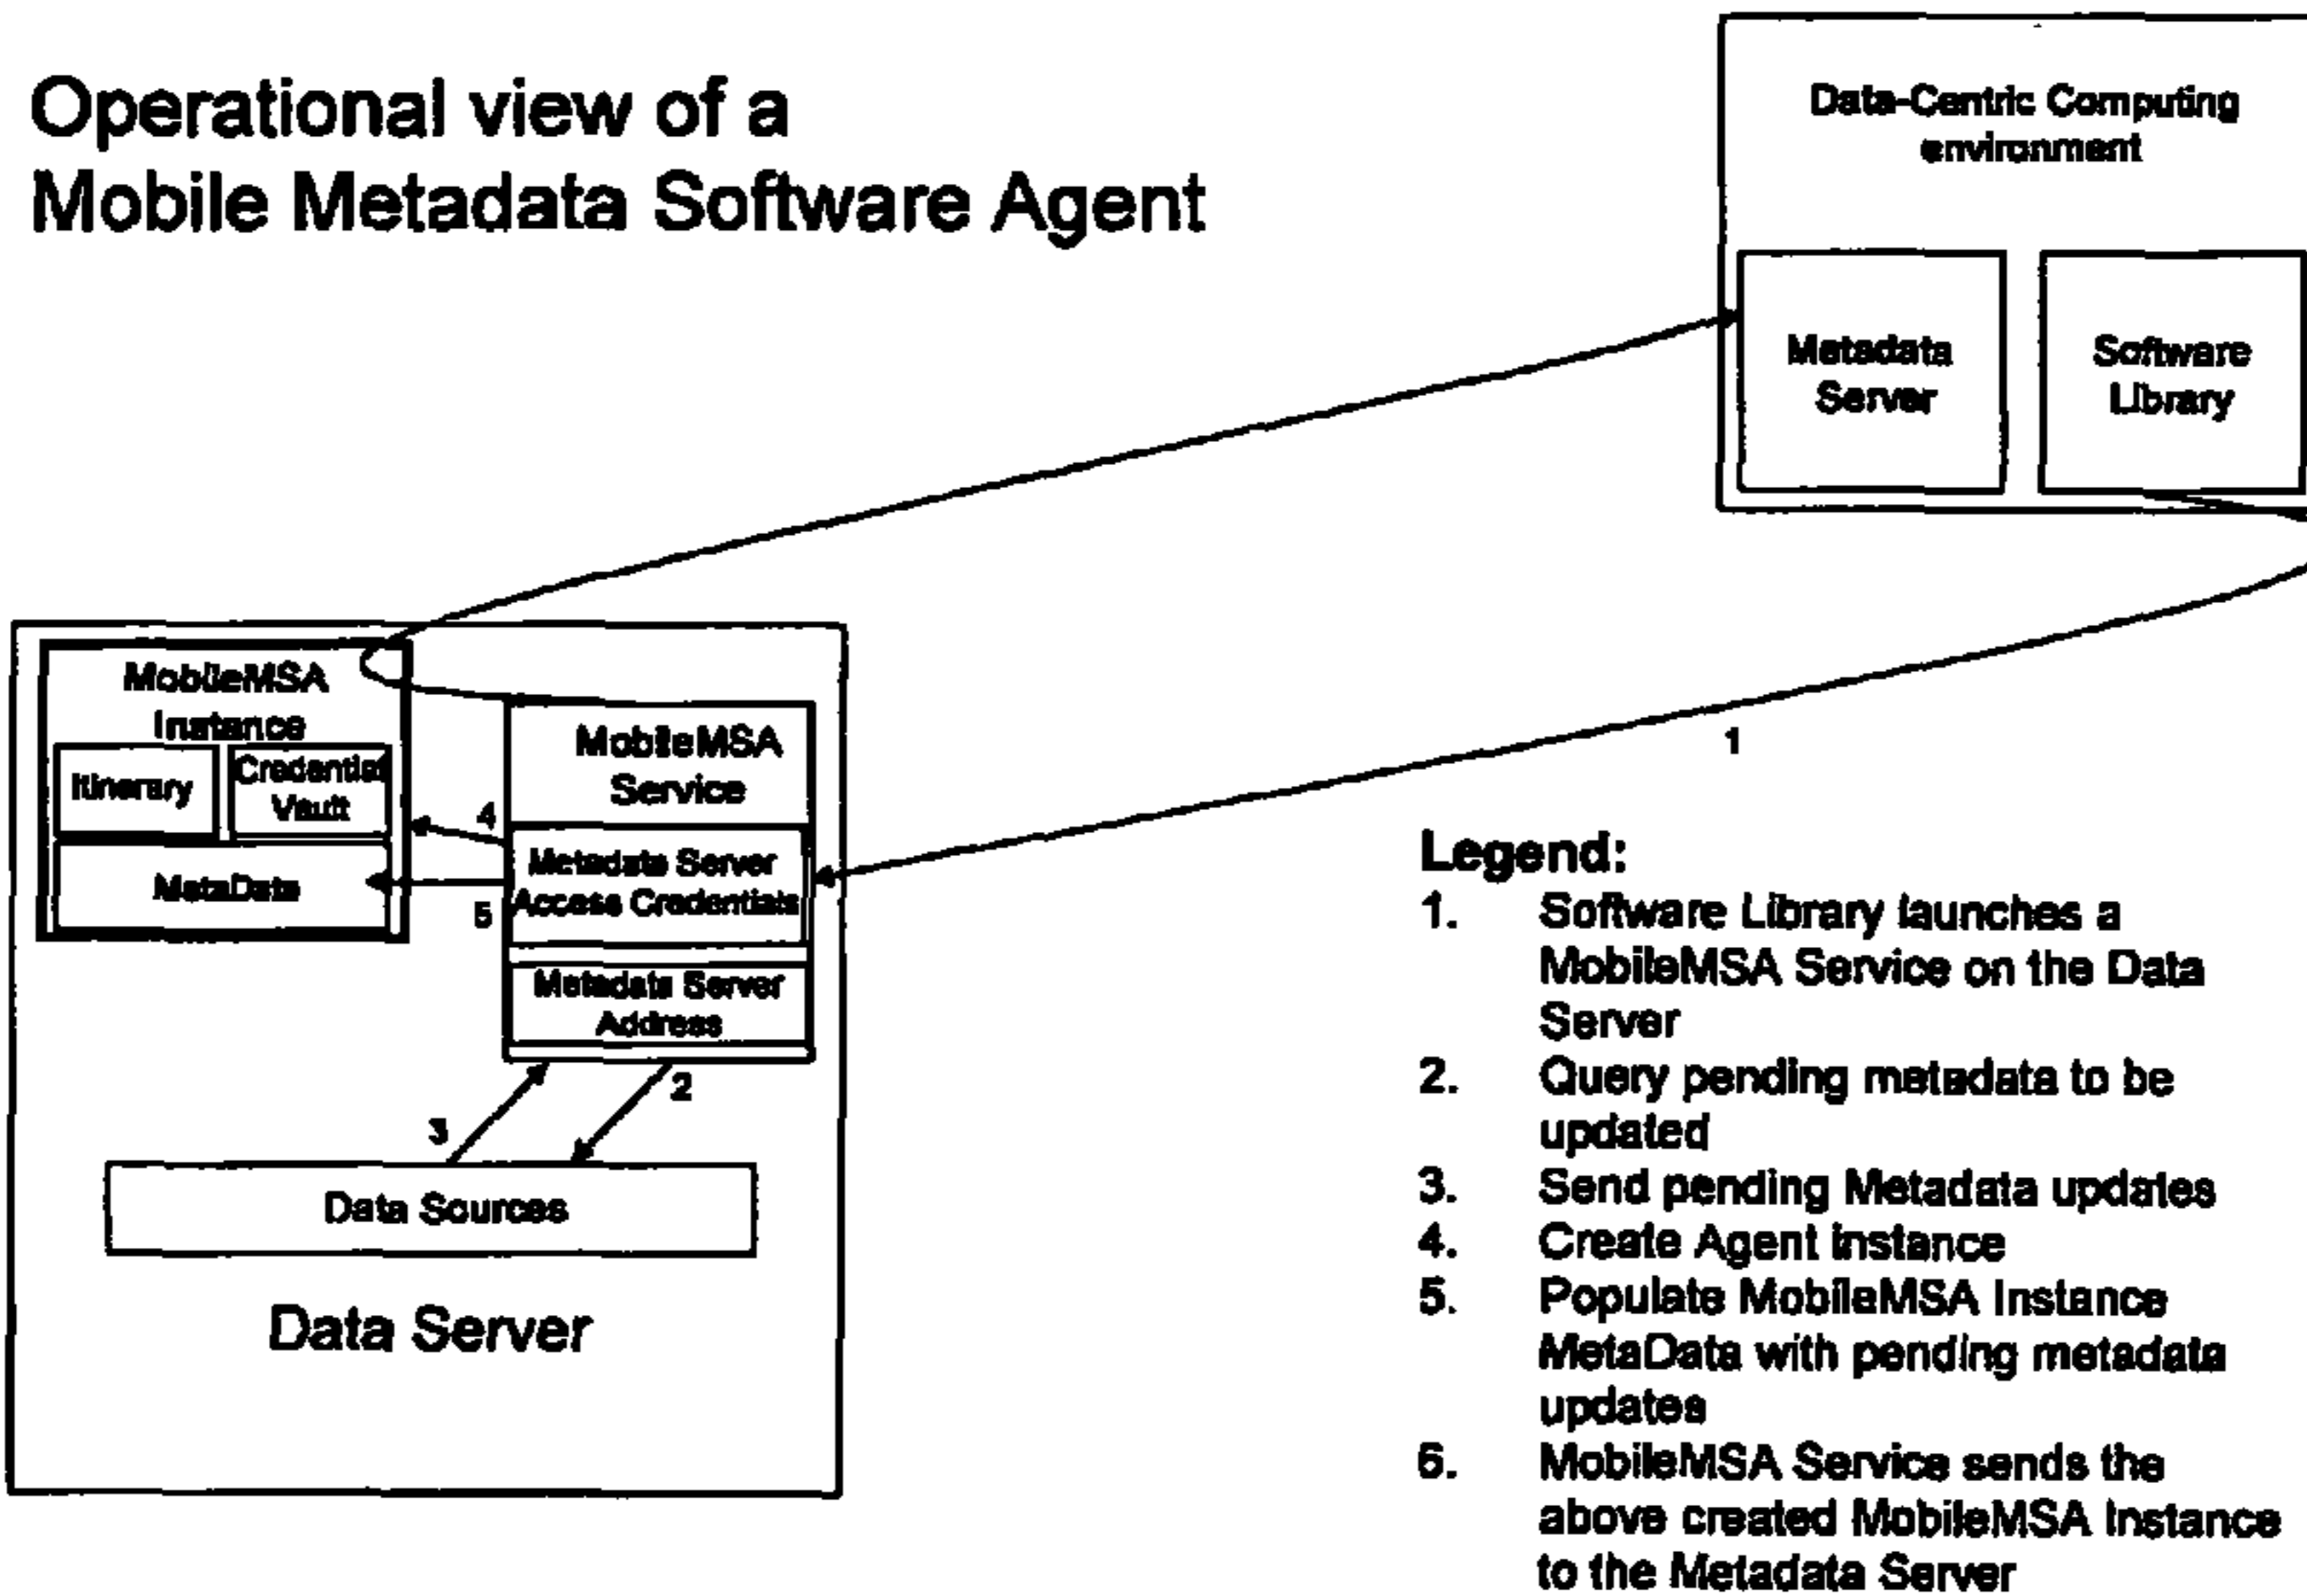 Operational view of a
Mobile Metadata Software Agent
Data-Centric Computing
environment
Metadata
Server
Software
Library
MobileMSA
Instance
Itinerary
Credential
Vault
MetaData
MobileMSA
Service
Metadata Server
Access Credentials
Metadata Server
Address
4
5
3
2
1
Data Sources
Data Server
Legend:
1. Software Library launches a
MobileMSA Service on the Data
Server
2. Query pending metadata to be
updated
3. Send pending Metadata updates
4. Create Agent instance
5. Populate MobileMSA Instance
MetaData with pending metadata
updates
6. MobileMSA Service sends the
above created MobileMSA Instance
to the Metadata Server